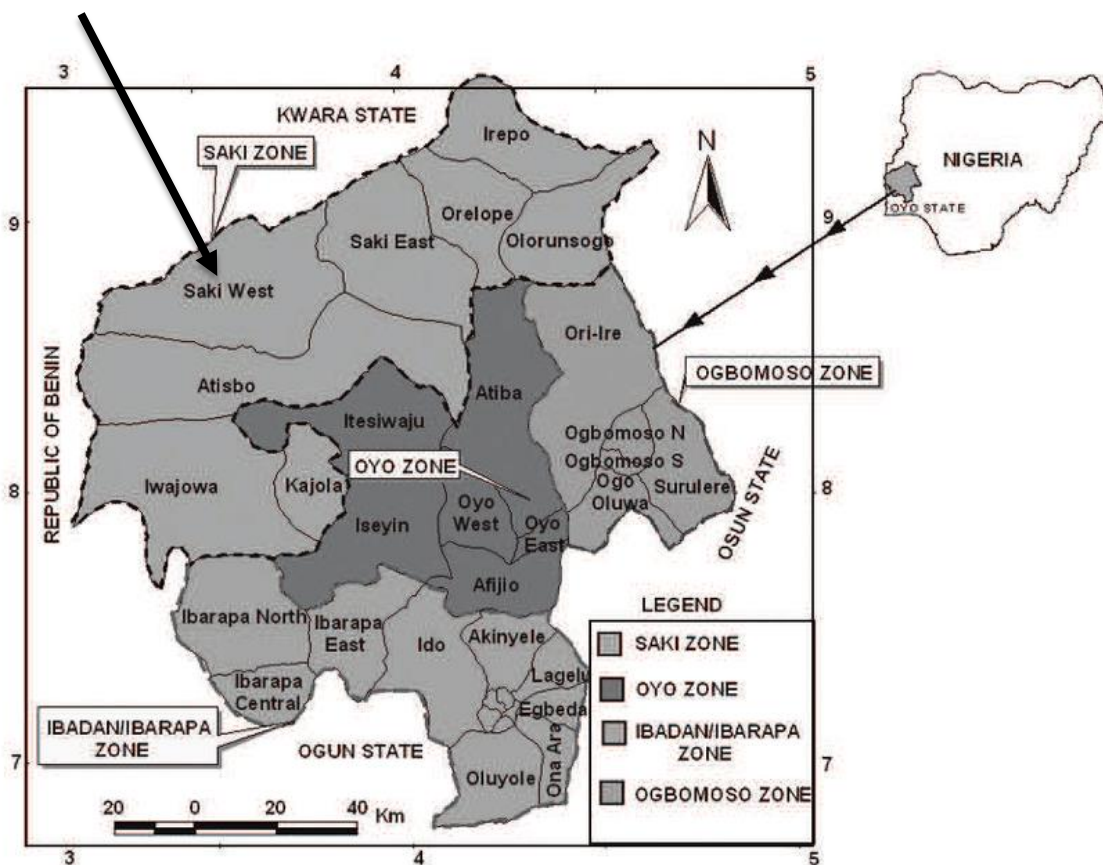 3
4
5
KWARA STATE
SAKI ZONE
Irepo
N
NIGERIA
OYO STATE
9
9
Orelope
Saki East
Olorunsogo
Saki West
Ori-Ire
REPUBLIC OF BENIN
Atisbo
Atiba
OGBOMOSO ZONE
Itesiwaju
Ogbomoso N
OYO ZONE
Ogbomoso S
8
8
Iwajowa
Kajola
Ogo
Oluwa
Surulere
Iseyin
Oyo
West
Oyo
East
OSUN STATE
Afijio
Ibarapa North
Ibarapa
East
Ido
Akinyele
Lagelu
Egbeda
Ibarapa
Central
IBADAN/IBARAPA
ZONE
OGUN STATE
Oluyole
Ona Ara
7
7
LEGEND
SAKI ZONE
OYO ZONE
IBADAN/IBARAPA
ZONE
OGBOMOSO ZONE
20 0 20 40 Km
3
4
5